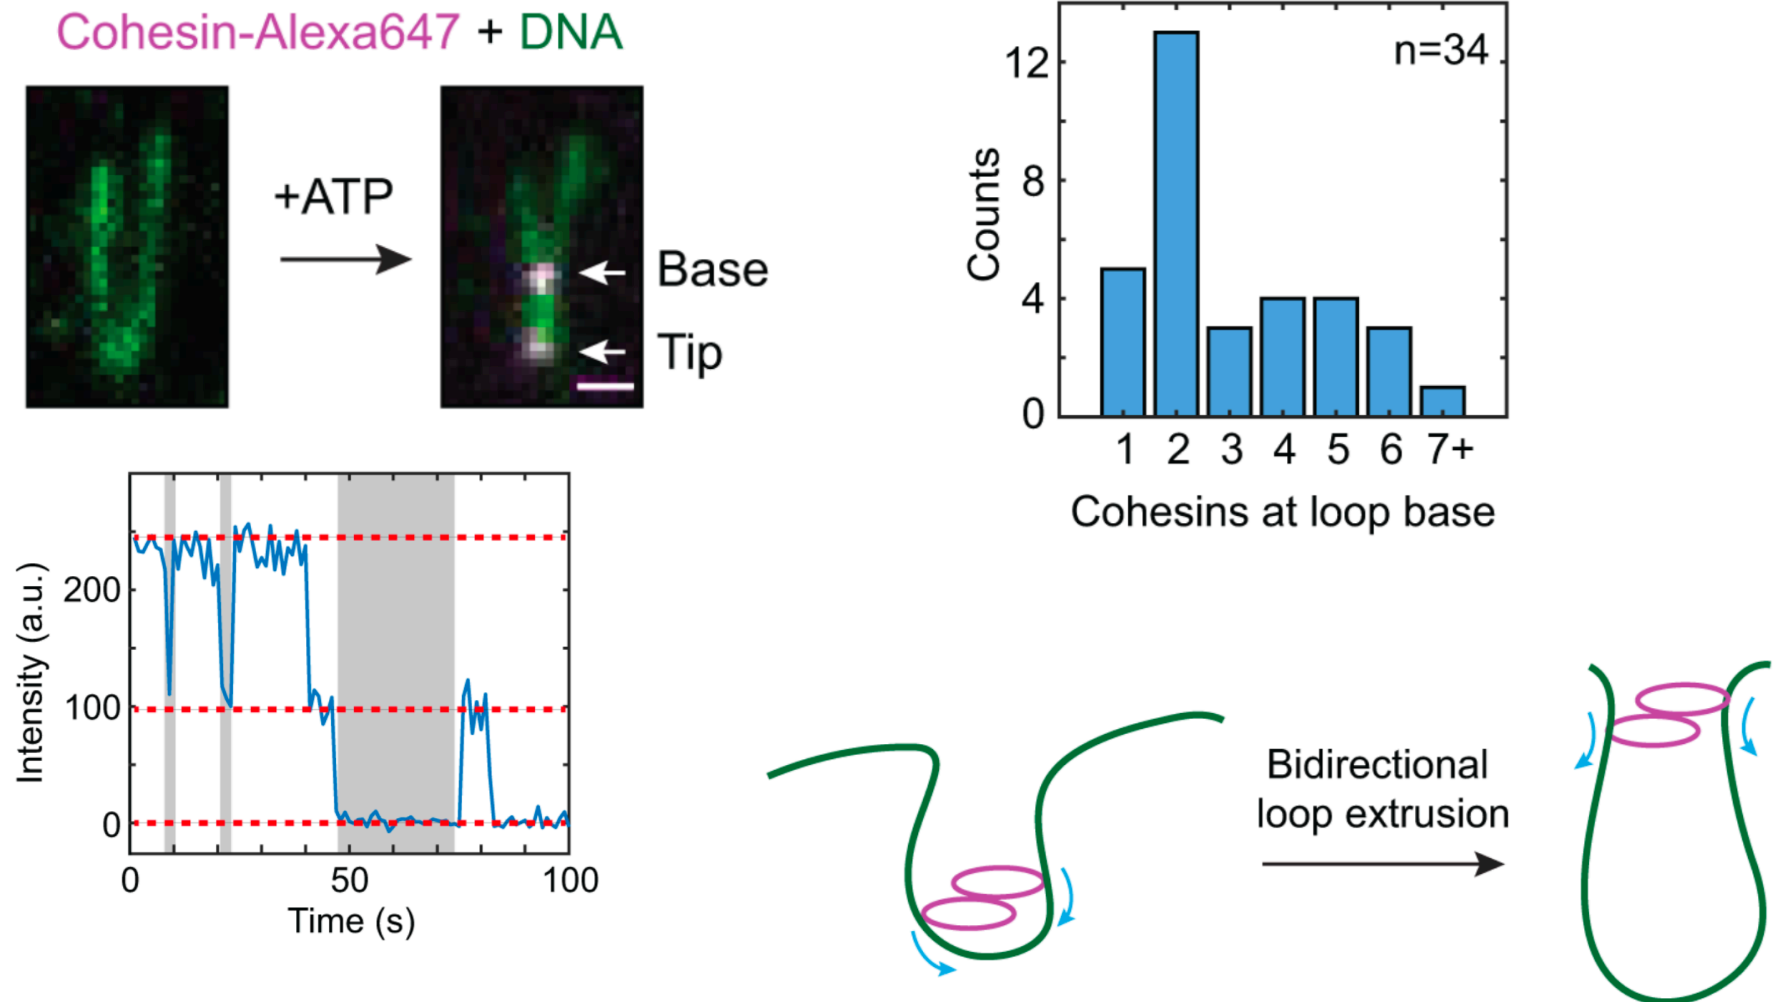 Cohesin-Alexa647 + DNA
+ATP
Base
Tip
n=34
12
8
4
0
Counts
1 2 3 4 5 6 7+
Cohesins at loop base
200
100
0
Intensity (a.u.)
0 50 100
Time (s)
Bidirectional
loop extrusion